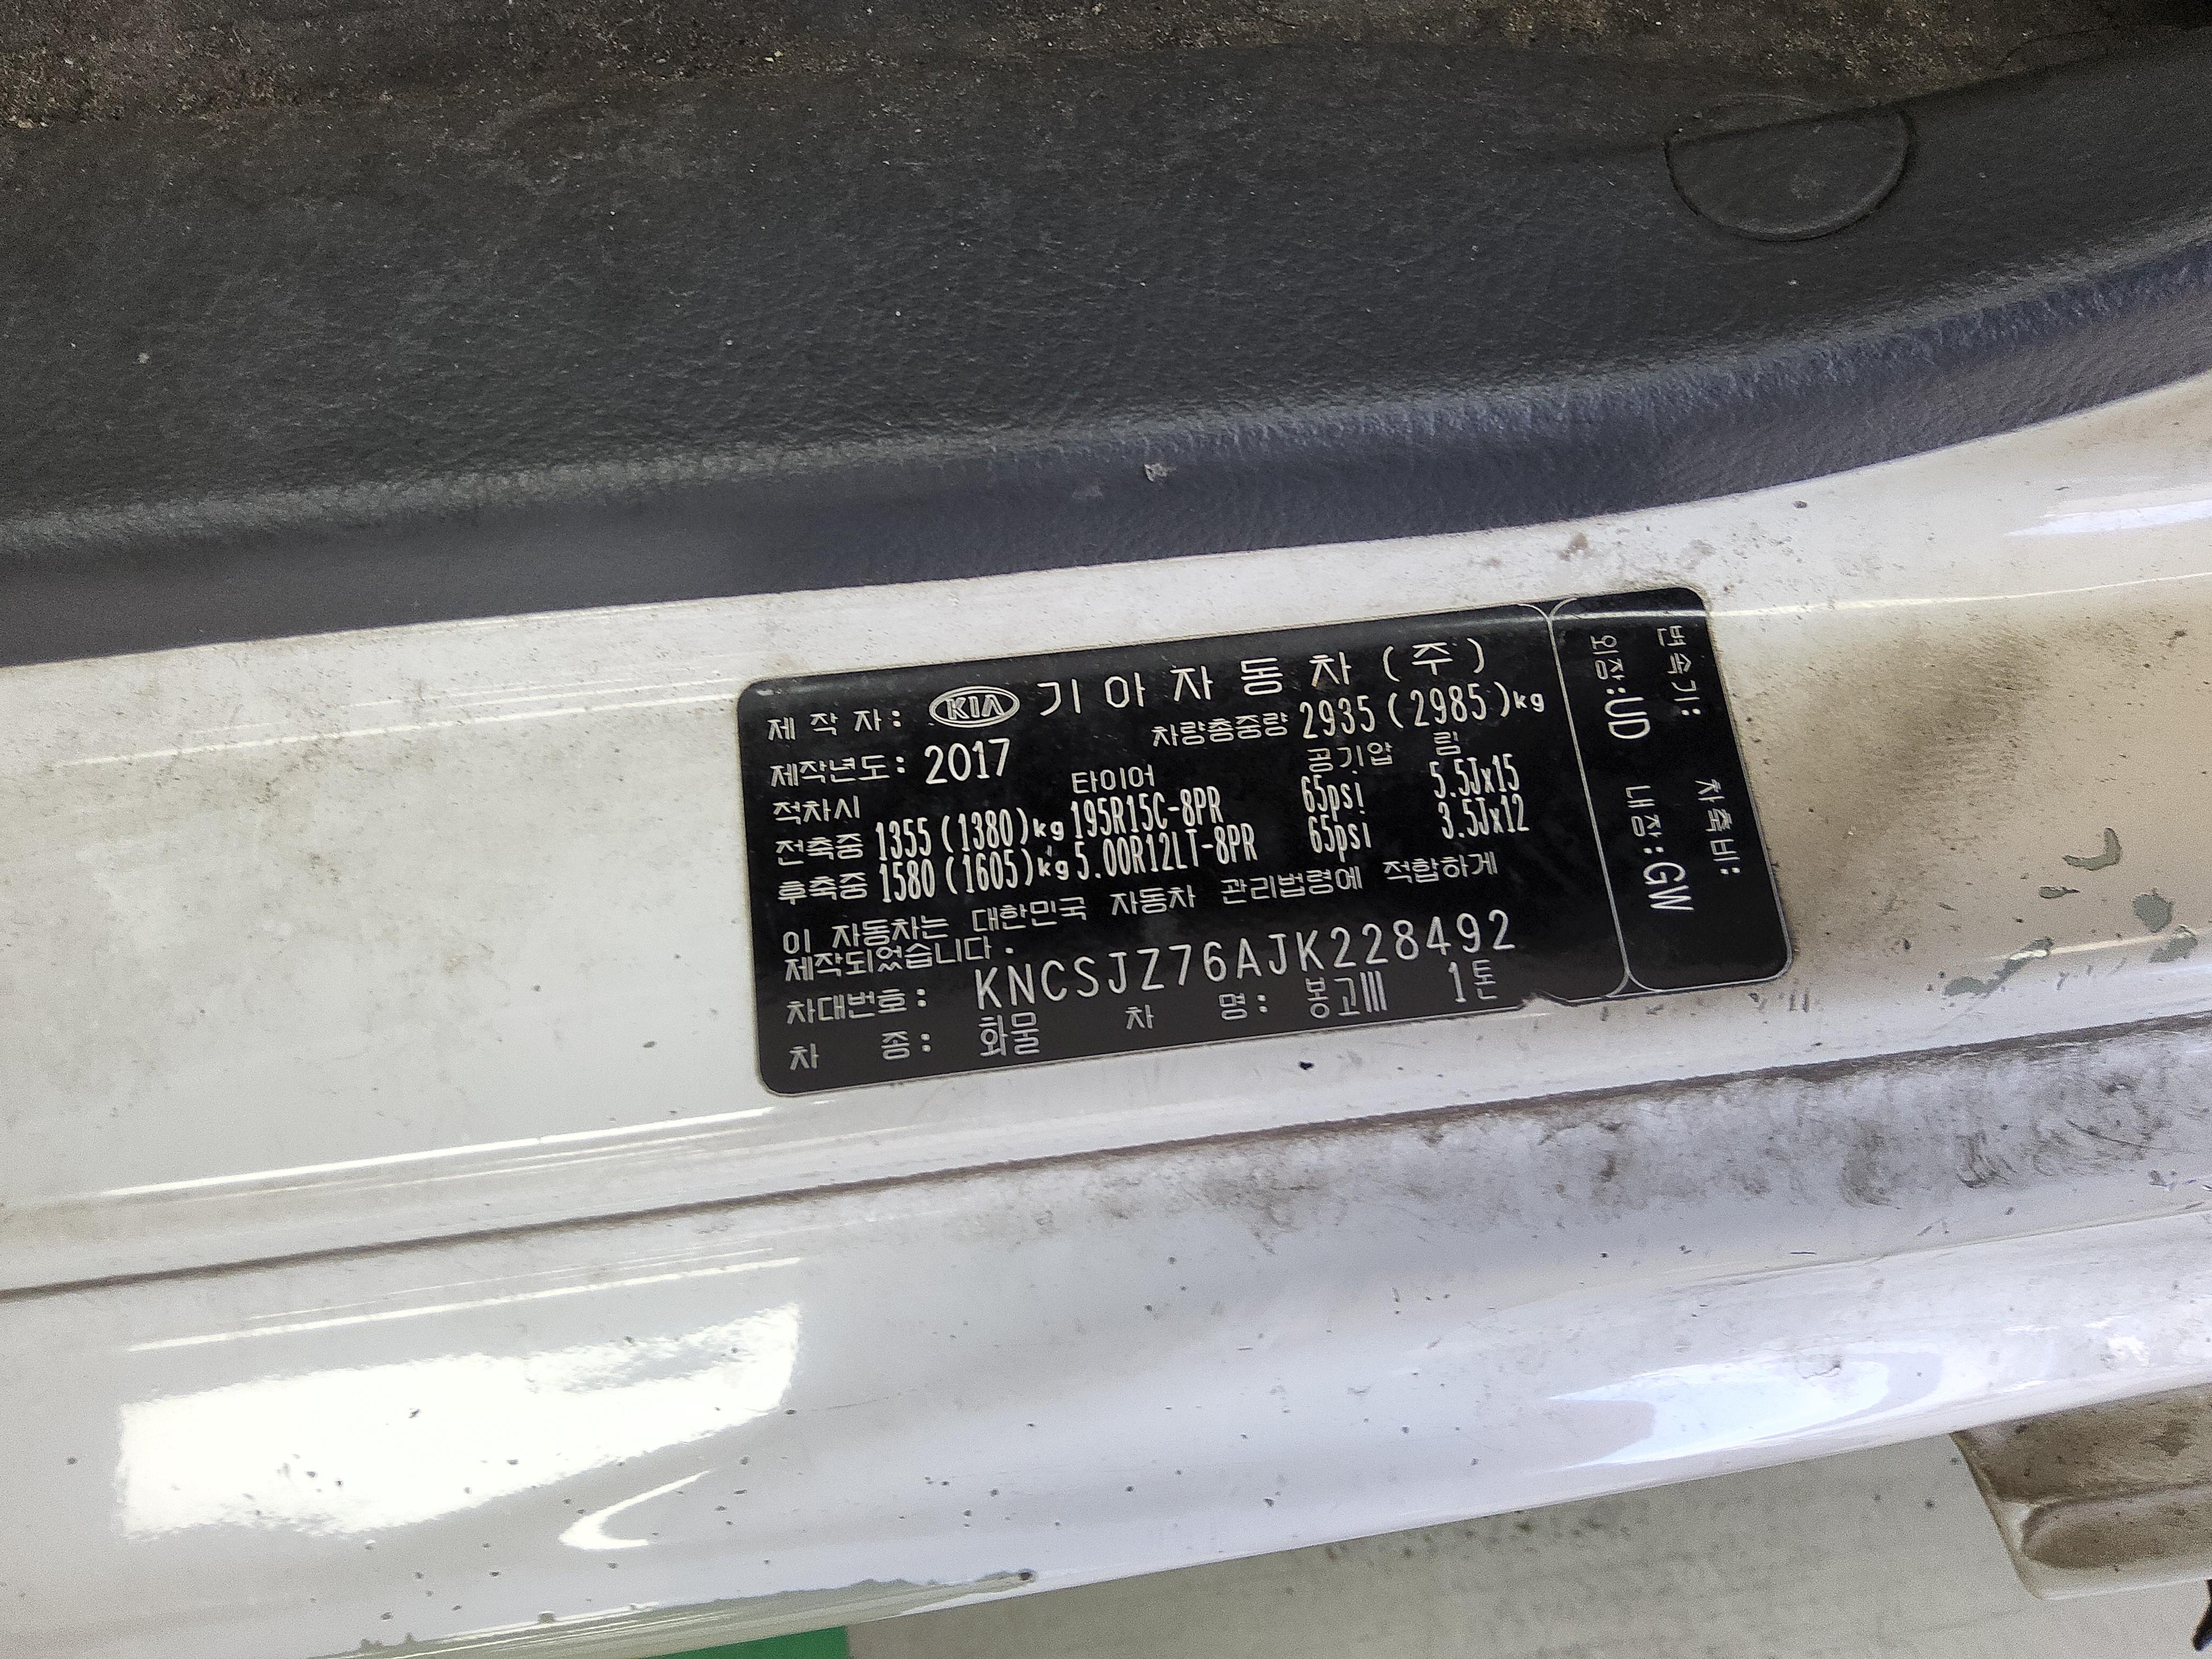 제 작 자: KIA 기 아 자 동 차 (주)
제작년도: 2017 차량총중량 2935(2985)kg
적차시 타이어 공기압 림
전축중 1355(1380)kg 195R15C-8PR 65psi 5.5Jx15
후축중 1580(1605)kg 5.00R12LT-8PR 65psi 3.5Jx12
이 자동차는 대한민국 자동차 관리법령에 적합하게
제작되었습니다.
차대번호: KNCSJZ76AJK228492
차 종: 화물 차 명: 봉고III 1톤
변속기: 차축비:
외장:UD 내장:GW